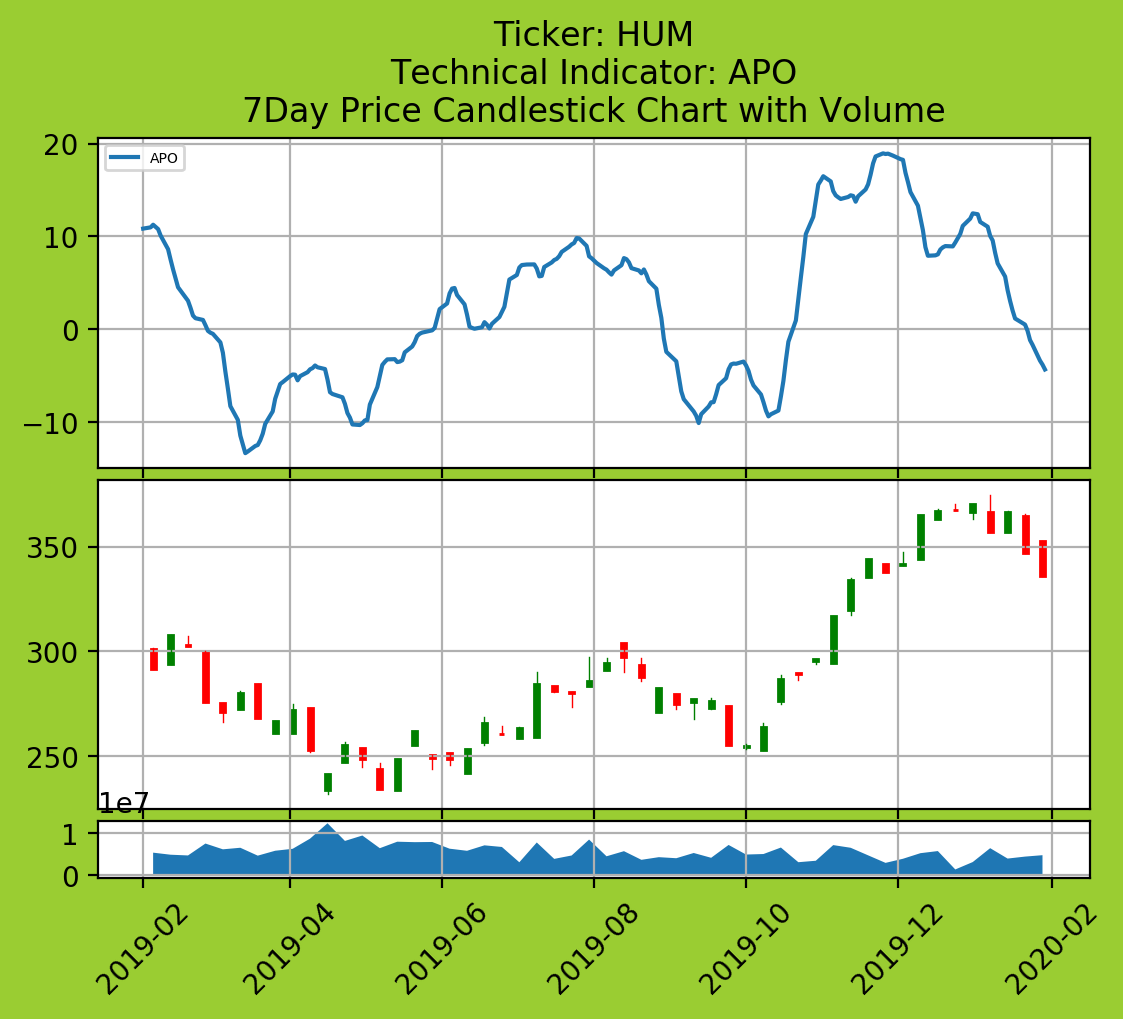 Ticker: HUM
Technical Indicator: APO
7Day Price Candlestick Chart with Volume
20
APO
10
0
−10
350
300
250
1e7
1
0
2019-02 2019-04 2019-06 2019-08 2019-10 2019-12 2020-02